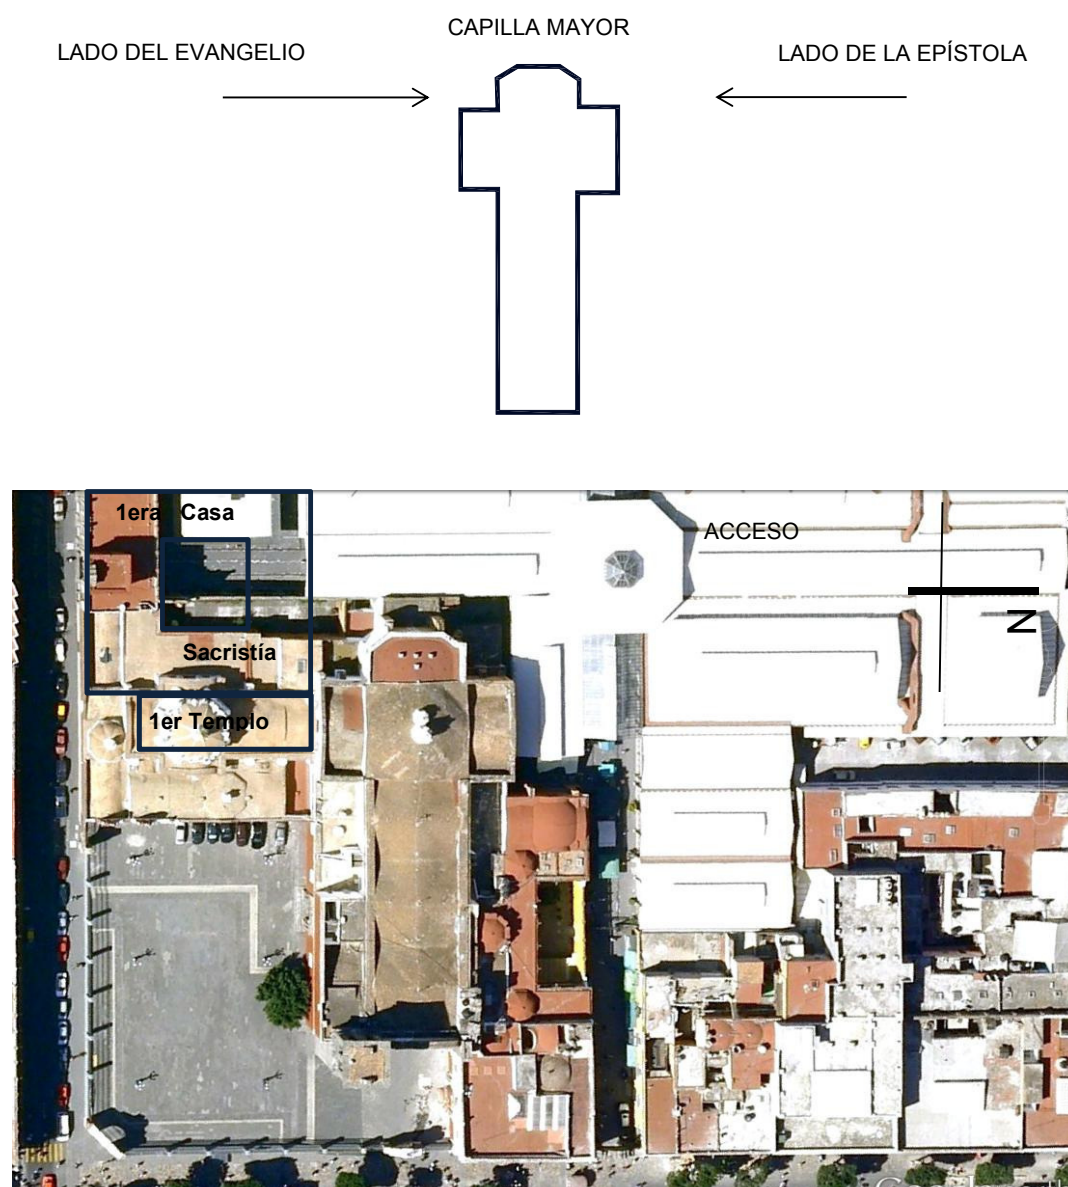 CAPILLA MAYOR
LADO DEL EVANGELIO
LADO DE LA EPÍSTOLA
1era Casa
ACCESO
N
Sacristía
1er Templo